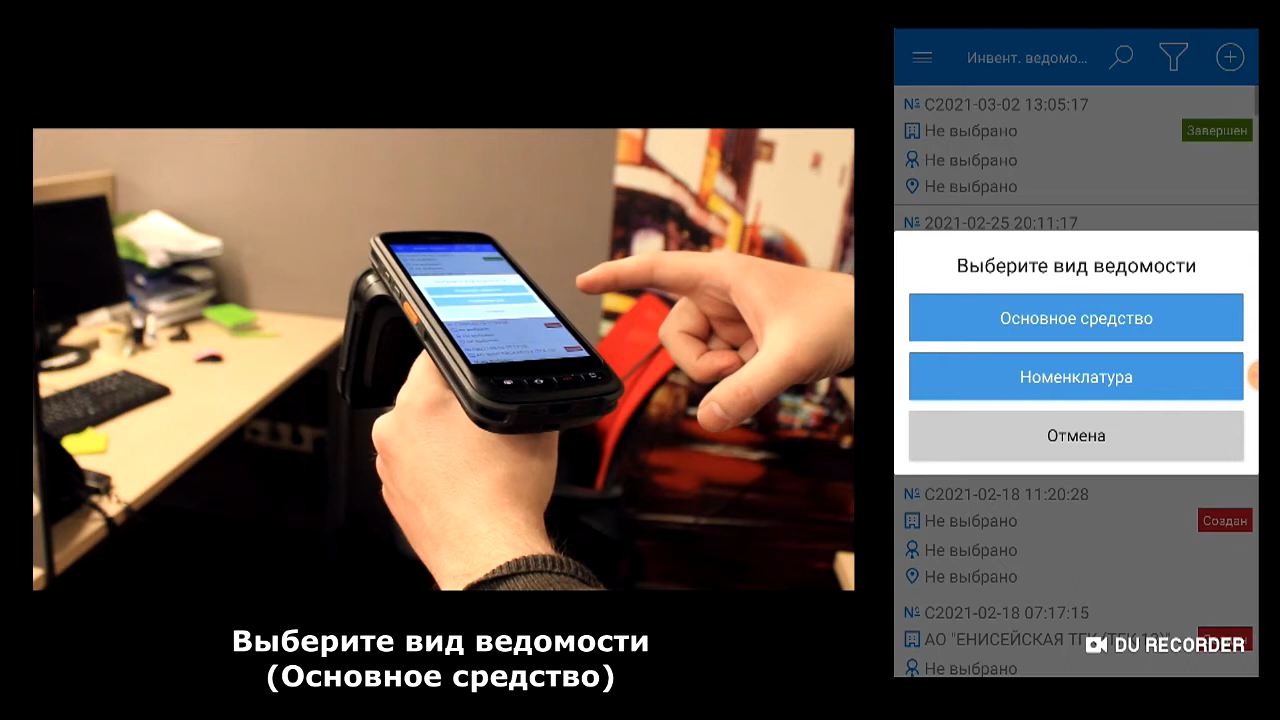 Инвент. ведомо...
№ С2021-03-02 13:05:17
Не выбрано
Завершен
Не выбрано
Не выбрано
№ 2021-02-25 20:11:17
Выберите вид ведомости
Основное средство
Номенклатура
Отмена
№ С2021-02-18 11:20:28
Не выбрано
Создан
Не выбрано
Не выбрано
№ С2021-02-18 07:17:15
АО "ЕНИСЕЙСКАЯ
Не выбрано
DU RECORDER
Выберите вид ведомости
(Основное средство)